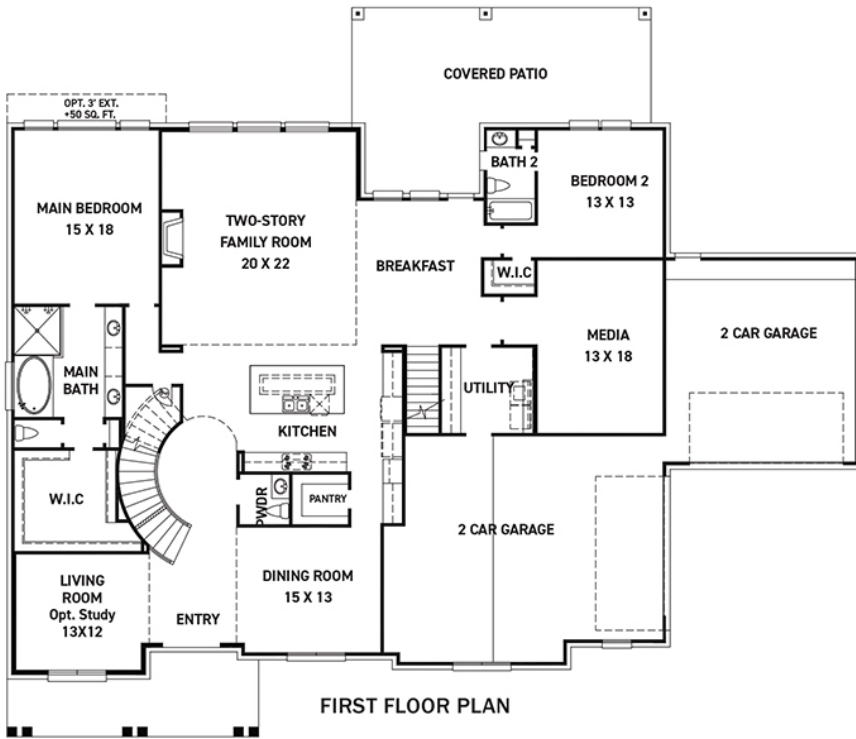 COVERED PATIO
OPT. 3' EXT.
+50 SQ. FT.
MAIN BEDROOM
15 X 18
TWO-STORY
FAMILY ROOM
20 X 22
BATH 2
BEDROOM 2
13 X 13
BREAKFAST
W.I.C
MEDIA
13 X 18
2 CAR GARAGE
MAIN
BATH
UTILITY
KITCHEN
W.I.C
PWDR
PANTRY
2 CAR GARAGE
LIVING
ROOM
Opt. Study
13X12
DINING ROOM
15 X 13
ENTRY
FIRST FLOOR PLAN